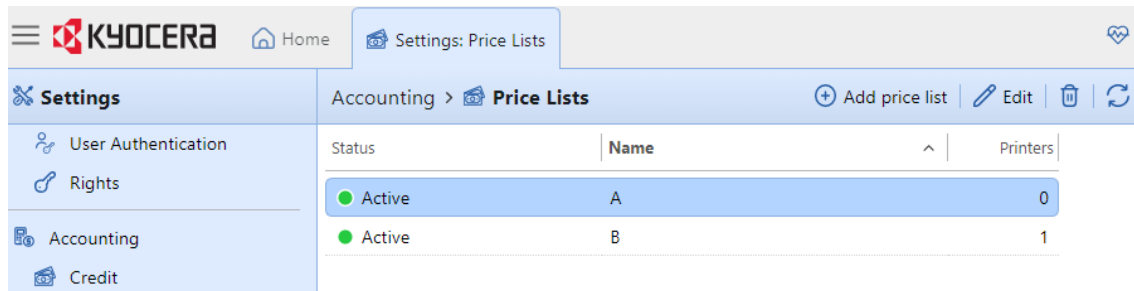 KYOCERA Home Settings: Price Lists
Settings
Accounting > Price Lists Add price list Edit
User Authentication
Rights
Accounting
Credit
Status Name Printers
Active A 0
Active B 1